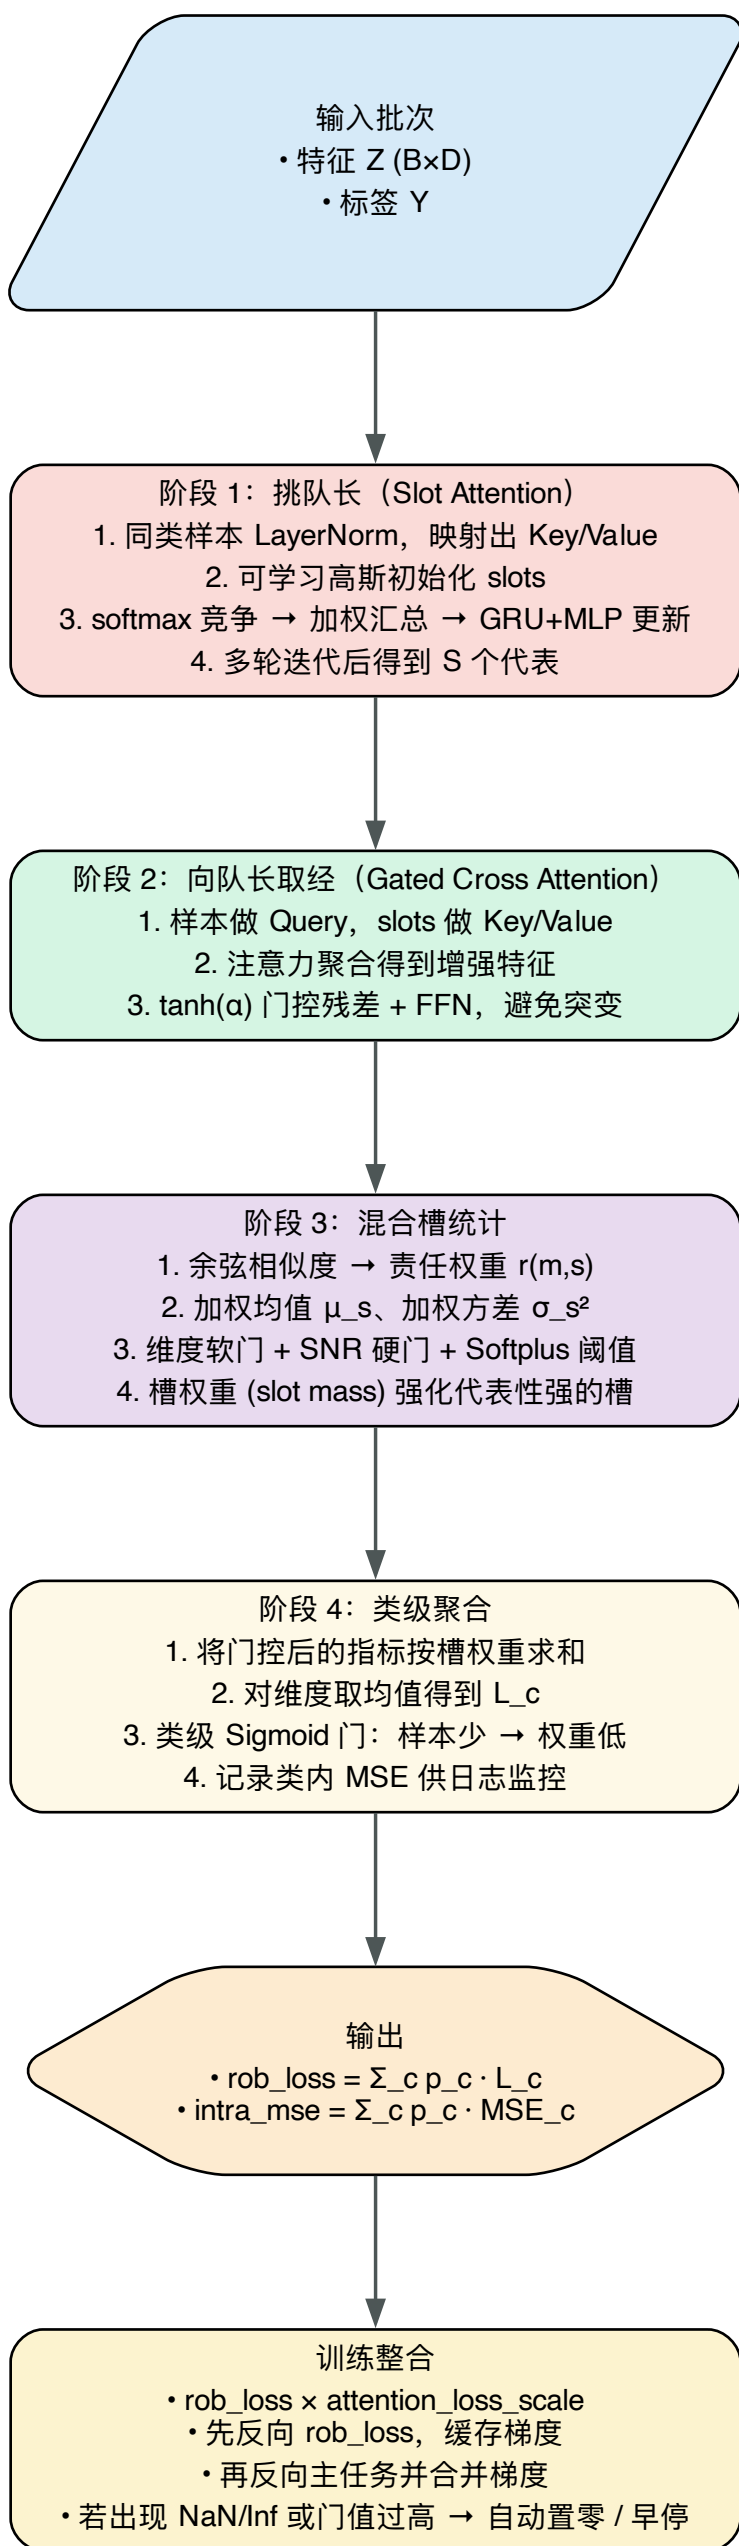 输入批次
• 特征 Z (B×D)
• 标签 Y
阶段 1：挑队长（Slot Attention）
1. 同类样本 LayerNorm，映射出 Key/Value
2. 可学习高斯初始化 slots
3. softmax 竞争 → 加权汇总 → GRU+MLP 更新
4. 多轮迭代后得到 S 个代表
阶段 2：向队长取经（Gated Cross Attention）
1. 样本做 Query，slots 做 Key/Value
2. 注意力聚合得到增强特征
3. tanh(α) 门控残差 + FFN，避免突变
阶段 3：混合槽统计
1. 余弦相似度 → 责任权重 r(m,s)
2. 加权均值 μ_s、加权方差 σ_s²
3. 维度软门 + SNR 硬门 + Softplus 阈值
4. 槽权重 (slot mass) 强化代表性强的槽
阶段 4：类级聚合
1. 将门控后的指标按槽权重求和
2. 对维度取均值得到 L_c
3. 类级 Sigmoid 门：样本少 → 权重低
4. 记录类内 MSE 供日志监控
输出
• rob_loss = Σ_c p_c · L_c
• intra_mse = Σ_c p_c · MSE_c
训练整合
• rob_loss × attention_loss_scale
• 先反向 rob_loss，缓存梯度
• 再反向主任务并合并梯度
• 若出现 NaN/Inf 或门值过高 → 自动置零 / 早停